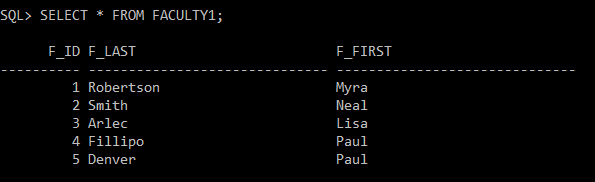 SQL> SELECT * FROM FACULTY1;
      F_ID F_LAST                         F_FIRST
---------- ------------------------------ ------------------------------
         1 Robertson                      Myra
         2 Smith                          Neal
         3 Arlec                          Lisa
         4 Fillipo                        Paul
         5 Denver                         Paul